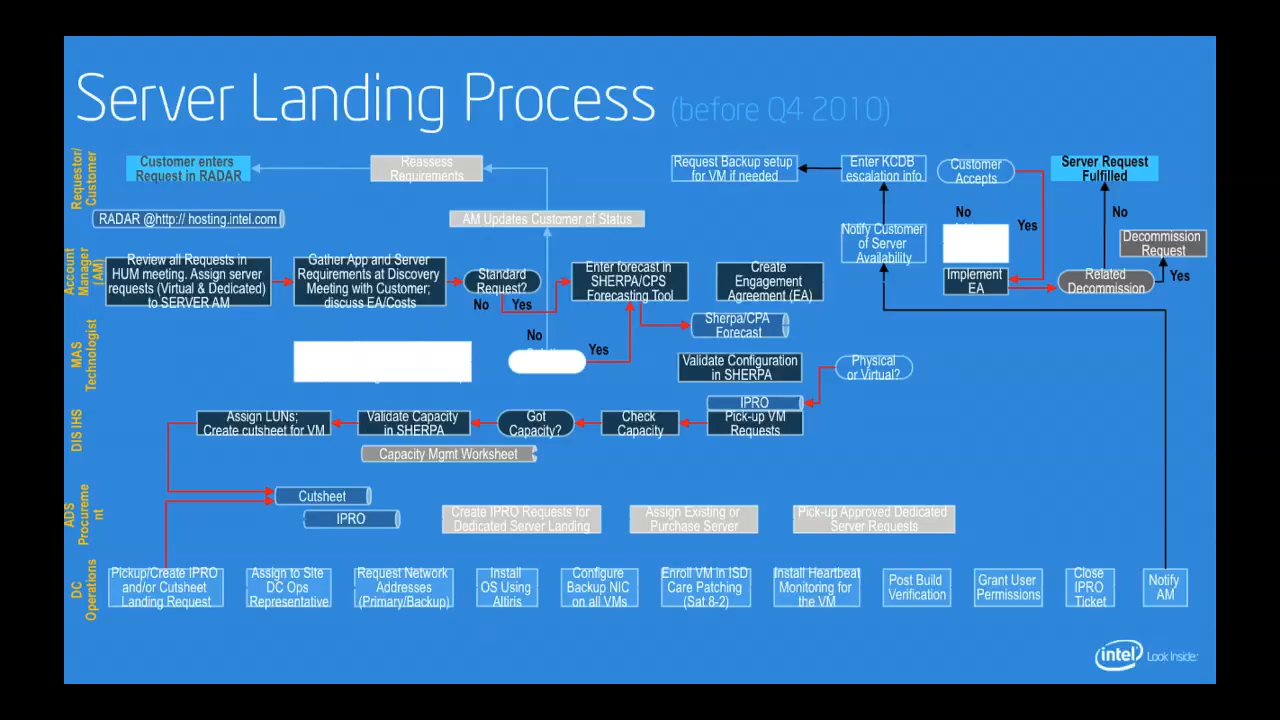 Server Landing Process (before Q4 2010)
Requestor/
Customer
Customer enters
Request in RADAR
Reassess
Requirements
Request Backup setup
for VM if needed
Enter KCDB
escalation info
Customer
Accepts
Server Request
Fulfilled
RADAR @http:// hosting.intel.com
AM Updates Customer of Status
No
Yes
No
Account
Manager
(AM)
Review all Requests in
HUM meeting. Assign server
requests (Virtual & Dedicated)
to SERVER AM
Gather App and Server
Requirements at Discovery
Meeting with Customer;
discuss EA/Costs
Standard
Request?
No
Yes
Enter forecast in
SHERPA/CPS
Forecasting Tool
Create
Engagement
Agreement (EA)
Notify Customer
of Server
Availability
Implement
EA
Related
Decommission
Decommission
Request
Yes
Sherpa/CPA
Forecast
MAS
Technologist
No
Yes
Validate Configuration
in SHERPA
Physical
or Virtual?
DIS IHS
Assign LUNs;
Create cutsheet for VM
Validate Capacity
in SHERPA
Got
Capacity?
Check
Capacity
IPRO
Pick-up VM
Requests
Capacity Mgmt Worksheet
ADS
Procureme
nt
Cutsheet
IPRO
Create IPRO Requests for
Dedicated Server Landing
Assign Existing or
Purchase Server
Pick-up Approved Dedicated
Server Requests
DC
Operations
Pickup/Create IPRO
and/or Cutsheet
Landing Request
Assign to Site
DC Ops
Representative
Request Network
Addresses
(Primary/Backup)
Install
OS Using
Altiris
Configure
Backup NIC
on all VMs
Enroll VM in ISD
Care Patching
(Sat 8-2)
Install Heartbeat
Monitoring for
the VM
Post Build
Verification
Grant User
Permissions
Close
IPRO
Ticket
Notify
AM
intel
Look Inside.